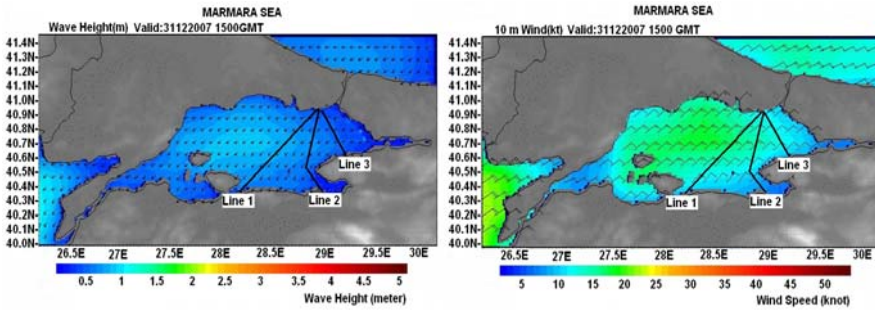 MARMARA SEA
Wave Height(m) Valid:31122007 1500GMT
41.4N
41.3N
41.2N
41.1N
41.0N
40.9N
40.8N
40.7N
40.6N
40.5N
40.4N
40.3N
40.2N
40.1N
40.0N
Line 1
Line 2
Line 3
26.5E 27E 27.5E 28E 28.5E 29E 29.5E 30E
0.5 1 1.5 2 2.5 3 3.5 4 4.5 5
Wave Height (meter)
MARMARA SEA
10 m Wind(kt) Valid:31122007 1500 GMT
41.4N
41.3N
41.2N
41.1N
41.0N
40.9N
40.8N
40.7N
40.6N
40.5N
40.4N
40.3N
40.2N
40.1N
40.0N
Line 1
Line 2
Line 3
26.5E 27E 27.5E 28E 28.5E 29E 29.5E 30E
5 10 15 20 25 30 35 40 45 50
Wind Speed (knot)